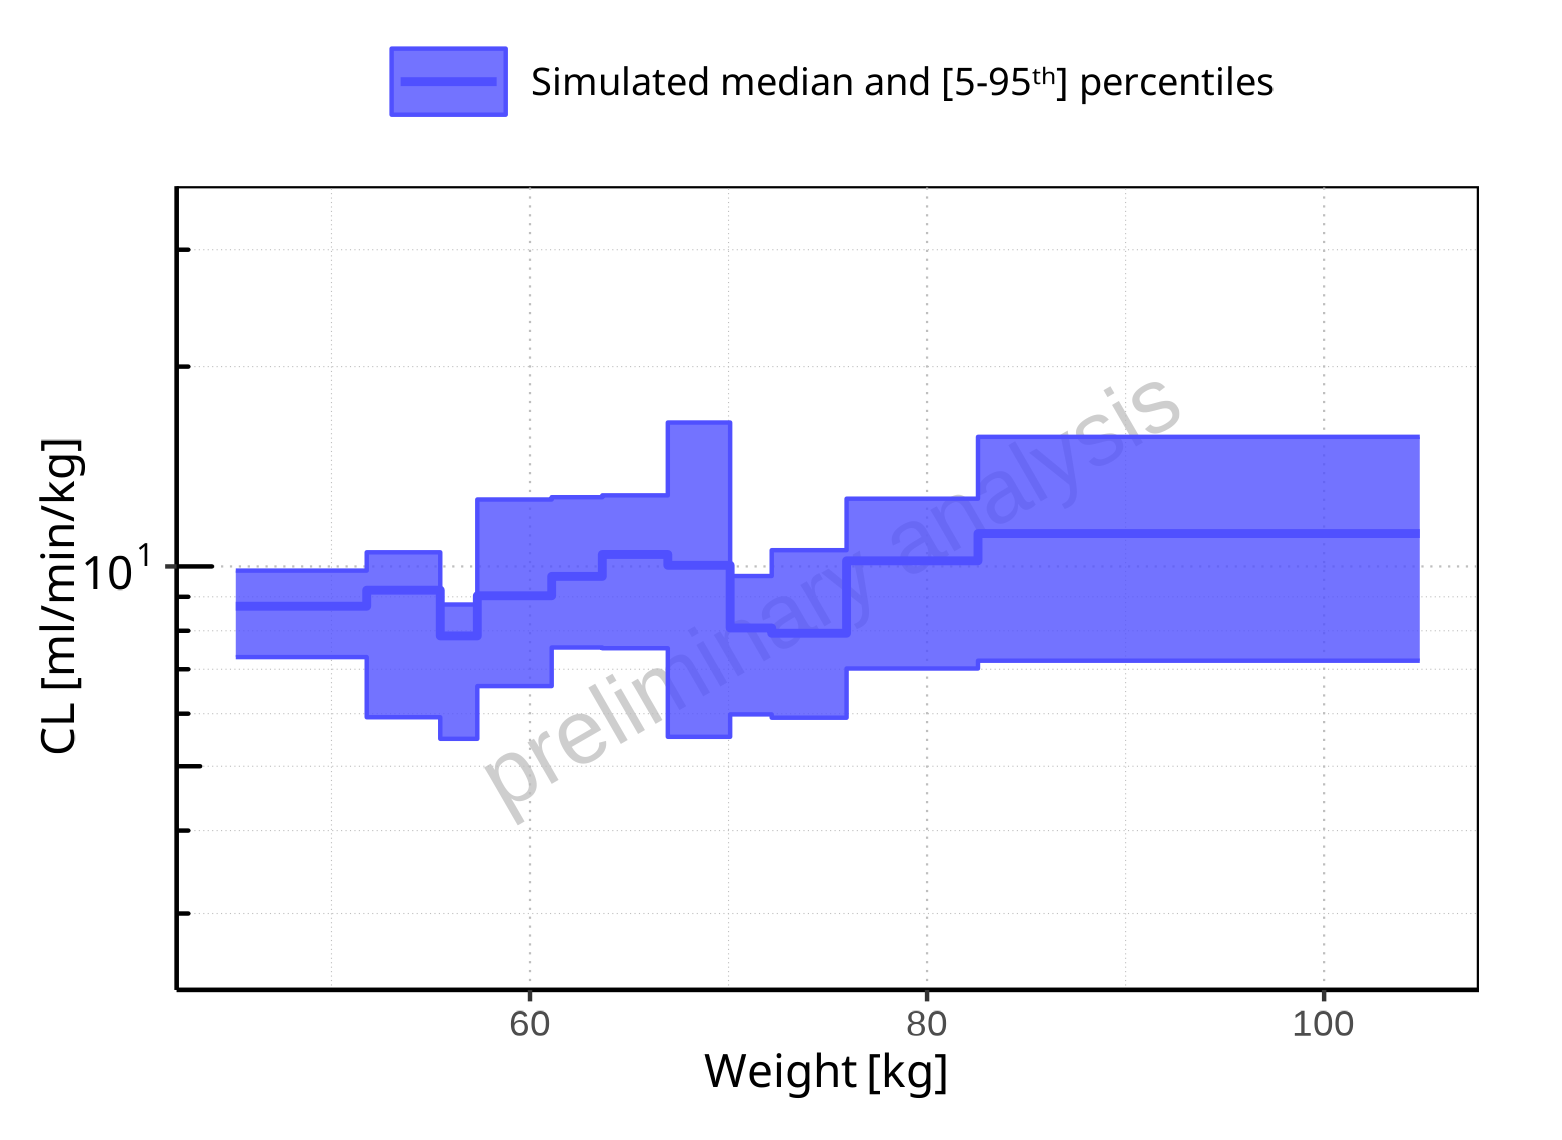 Simulated median and [5-95ᵗʰ] percentiles
CL [ml/min/kg]
10¹
preliminary analysis
60 80 100
Weight [kg]